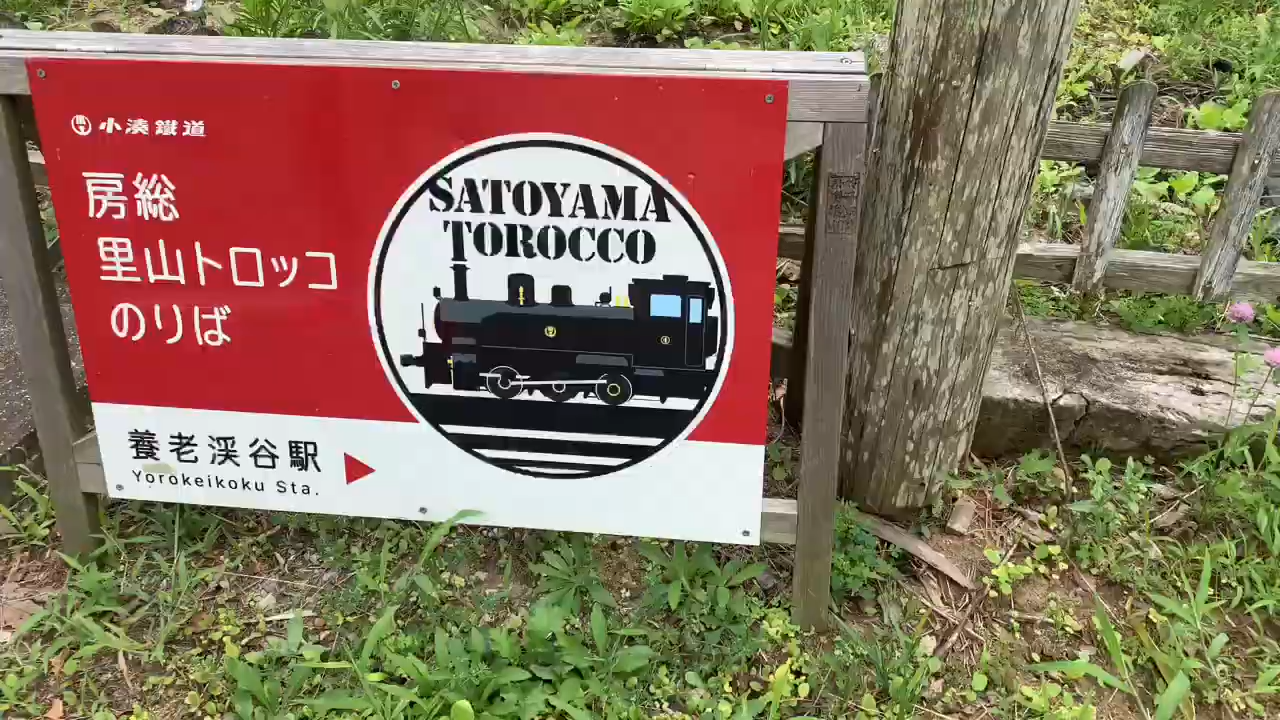 小湊鐵道
房総
里山トロッコ
のりば
SATOYAMA
TOROCCO
養老渓谷駅
Yorokeikoku Sta.